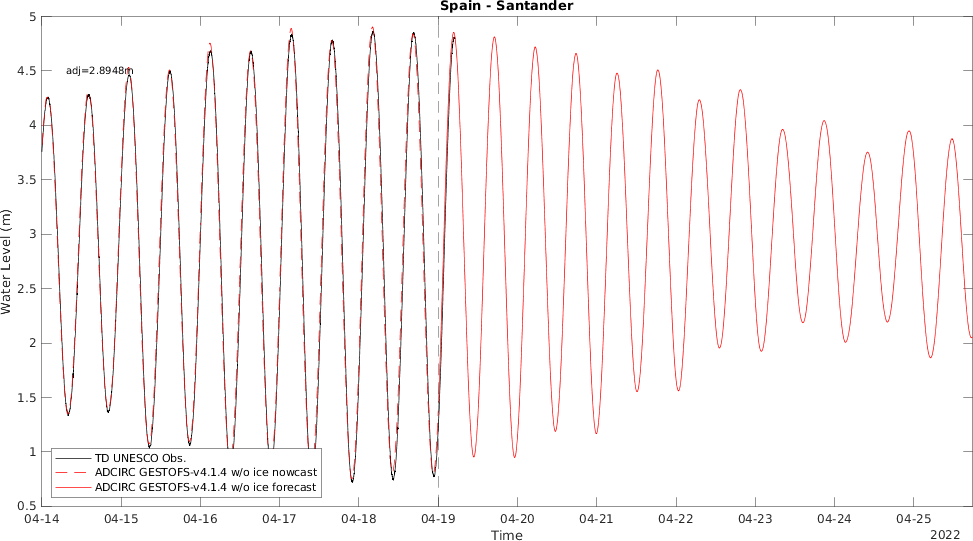 Spain - Santander
5
4.5
4
3.5
3
2.5
2
1.5
1
0.5
Water Level (m)
adj=2.8948m
TD UNESCO Obs.
ADCIRC GESTOFS-v4.1.4 w/o ice nowcast
ADCIRC GESTOFS-v4.1.4 w/o ice forecast
04-14 04-15 04-16 04-17 04-18 04-19 04-20 04-21 04-22 04-23 04-24 04-25
Time
2022